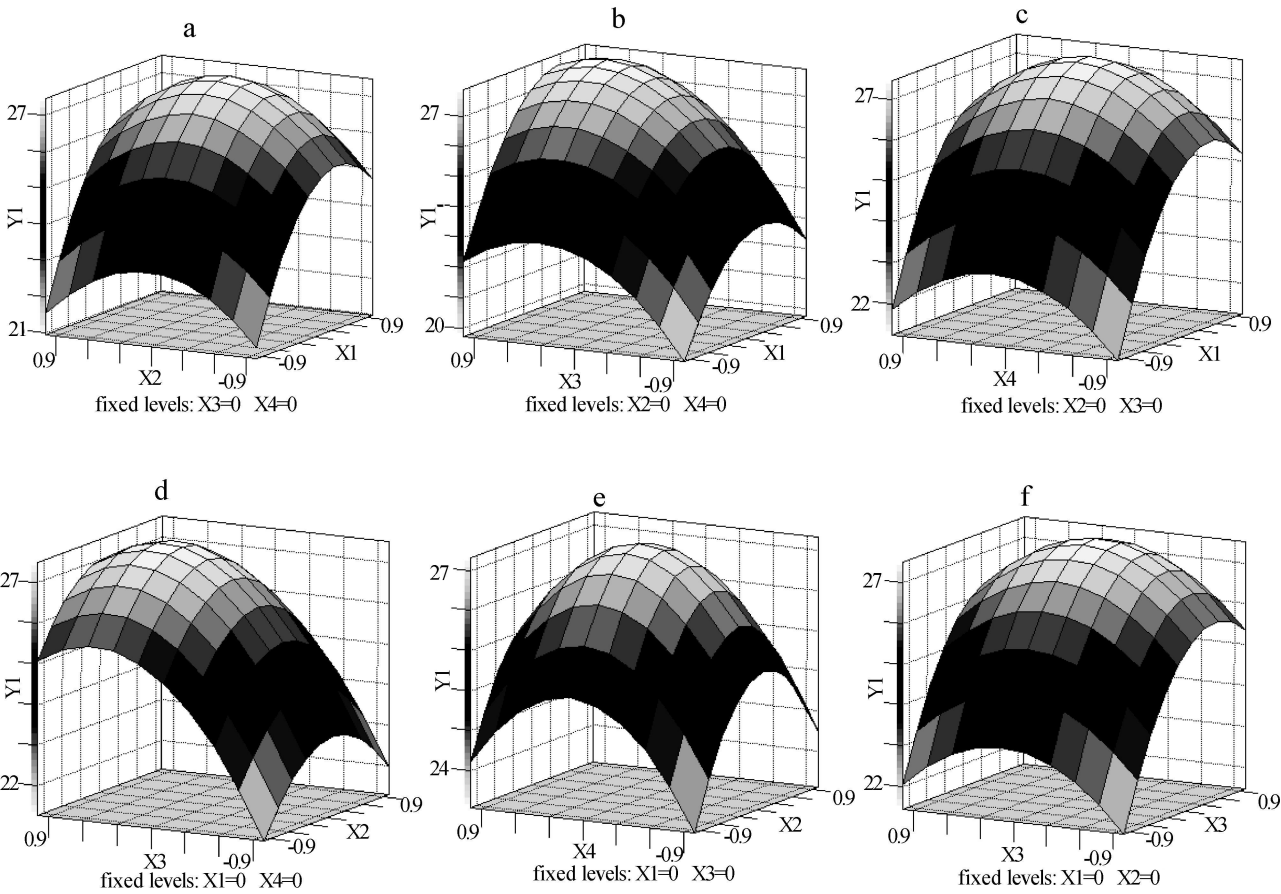 a
27
Y1
21
0.9
X2
-0.9
-0.9
X1
0.9
fixed levels: X3=0 X4=0
b
27
Y1
20
0.9
X3
-0.9
-0.9
X1
0.9
fixed levels: X2=0 X4=0
c
27
Y1
22
0.9
X4
-0.9
-0.9
X1
0.9
fixed levels: X2=0 X3=0
d
27
Y1
22
0.9
X3
-0.9
-0.9
X2
0.9
fixed levels: X1=0 X4=0
e
27
Y1
24
0.9
X4
-0.9
-0.9
X2
0.9
fixed levels: X1=0 X3=0
f
27
Y1
22
0.9
X3
-0.9
-0.9
X3
0.9
fixed levels: X1=0 X2=0